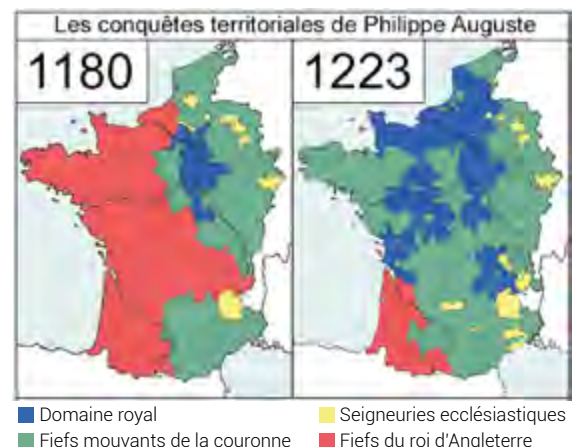 Les conquêtes territoriales de Philippe Auguste
1180
1223
Domaine royal
Seigneuries ecclésiastiques
Fiefs mouvants de la couronne
Fiefs du roi d'Angleterre